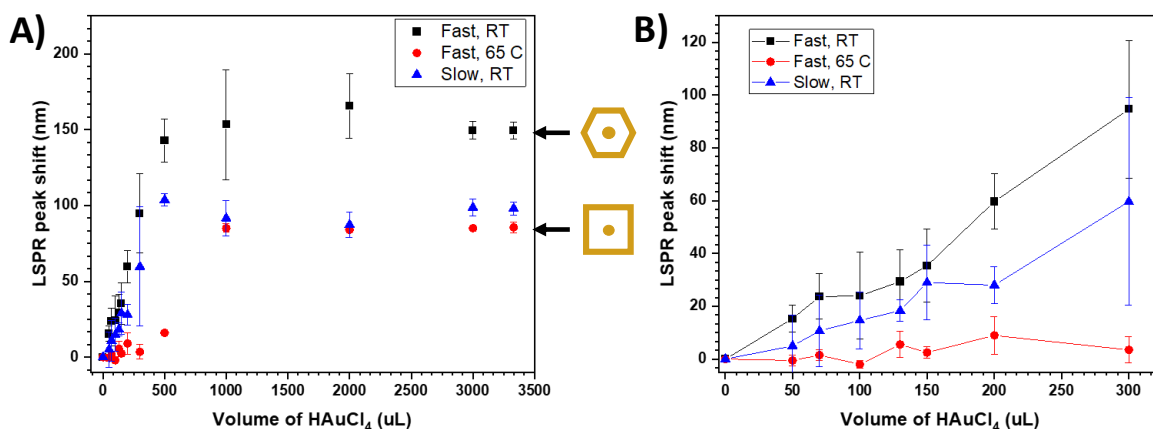 A)
Fast, RT
Fast, 65 C
Slow, RT
200
150
100
50
0
LSPR peak shift (nm)
0 500 1000 1500 2000 2500 3000 3500
Volume of HAuCl₄ (uL)
B)
Fast, RT
Fast, 65 C
Slow, RT
120
100
80
60
40
20
0
LSPR peak shift (nm)
0 50 100 150 200 250 300
Volume of HAuCl₄ (uL)